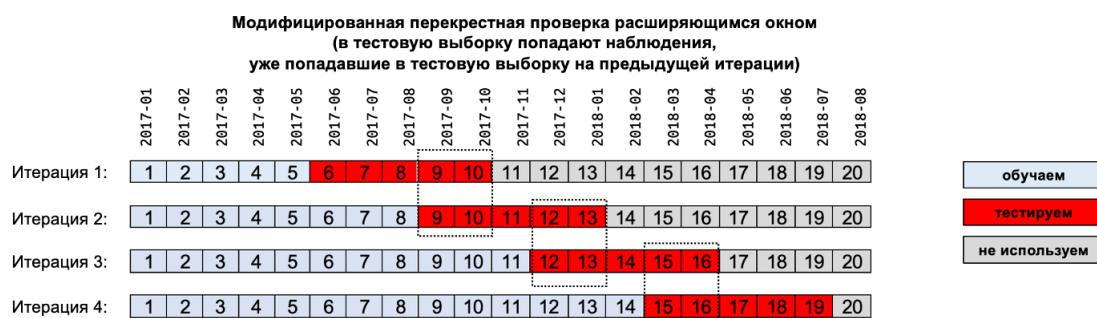 Модифицированная перекрестная проверка расширяющимся окном
(в тестовую выборку попадают наблюдения,
уже попадавшие в тестовую выборку на предыдущей итерации)
2017-01 2017-02 2017-03 2017-04 2017-05 2017-06 2017-07 2017-08 2017-09 2017-10 2017-11 2017-12 2018-01 2018-02 2018-03 2018-04 2018-05 2018-06 2018-07 2018-08
Итерация 1: 1 2 3 4 5 6 7 8 9 10 11 12 13 14 15 16 17 18 19 20
Итерация 2: 1 2 3 4 5 6 7 8 9 10 11 12 13 14 15 16 17 18 19 20
Итерация 3: 1 2 3 4 5 6 7 8 9 10 11 12 13 14 15 16 17 18 19 20
Итерация 4: 1 2 3 4 5 6 7 8 9 10 11 12 13 14 15 16 17 18 19 20
обучаем
тестируем
не используем